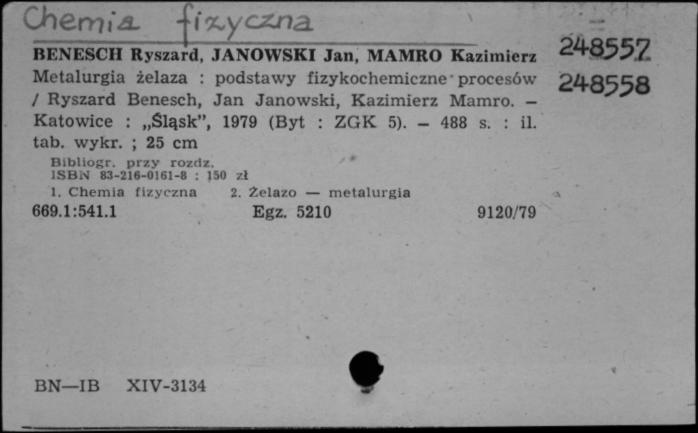 Chemia fizyczna
BENESCH Ryszard, JANOWSKI Jan, MAMRO Kazimierz
248557
Metalurgia żelaza : podstawy fizykochemiczne procesów
248558
/ Ryszard Benesch, Jan Janowski, Kazimierz Mamro. —
Katowice : „Śląsk”, 1979 (Byt : ZGK 5). — 488 s. : il.
tab. wykr. ; 25 cm
Bibliogr. przy rozdz.
ISBN 83-216-0161-8 : 150 zł
1. Chemia fizyczna 2. Żelazo — metalurgia
669.1:541.1 Egz. 5210 9120/79
BN—IB XIV-3134